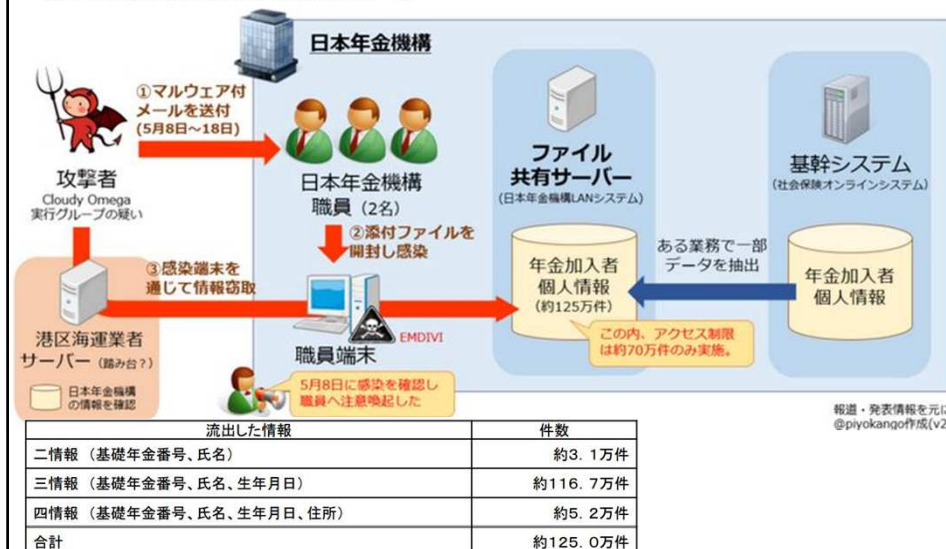 日本年金機構
①マルウェア付
メールを送付
(5月8日～18日)
攻撃者
Cloudy Omega
実行グループの疑い
日本年金機構
職員（2名）
②添付ファイルを
開封し感染
③感染端末を
通じて情報窃取
港区海運業者
サーバー（踏み台？）
日本年金機構
の情報を確認
EMDIVI
職員端末
5月8日に感染を確認し
職員へ注意喚起した
ファイル
共有サーバー
(日本年金機構LANシステム)
年金加入者
個人情報
(約125万件)
この内、アクセス制限
は約70万件のみ実施。
ある業務で一部
データを抽出
基幹システム
(社会保険オンラインシステム)
年金加入者
個人情報
報道・発表情報を元に
@piyokango作成(v2
流出した情報 件数
二情報 （基礎年金番号、氏名） 約3. 1万件
三情報 （基礎年金番号、氏名、生年月日） 約116. 7万件
四情報 （基礎年金番号、氏名、生年月日、住所） 約5. 2万件
合計 約125. 0万件